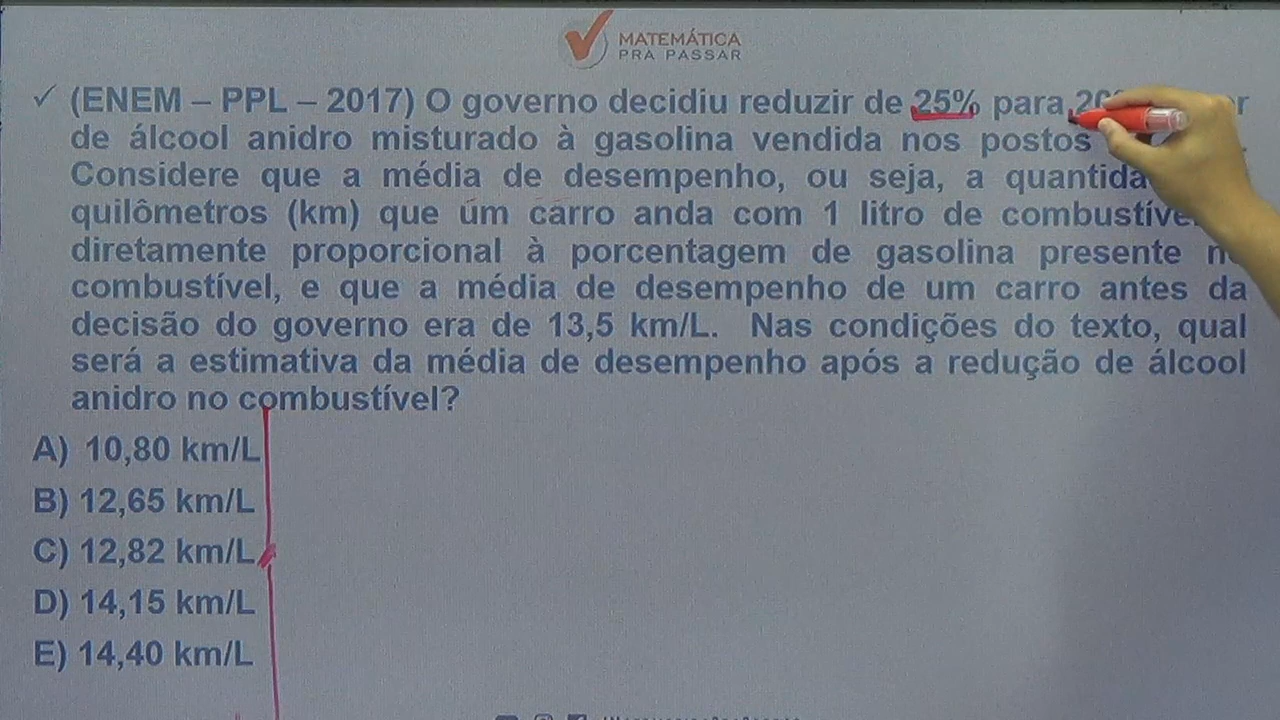 MATEMÁTICA
PRA PASSAR
✓ (ENEM – PPL – 2017) O governo decidiu reduzir de 25% para
de álcool anidro misturado à gasolina vendida nos postos
Considere que a média de desempenho, ou seja, a
quilômetros (km) que um carro anda com 1 litro de
diretamente proporcional à porcentagem de gasolina presente
combustível, e que a média de desempenho de um carro antes da
decisão do governo era de 13,5 km/L. Nas condições do texto, qual
será a estimativa da média de desempenho após a redução de álcool
anidro no combustível?
A) 10,80 km/L
B) 12,65 km/L
C) 12,82 km/L
D) 14,15 km/L
E) 14,40 km/L